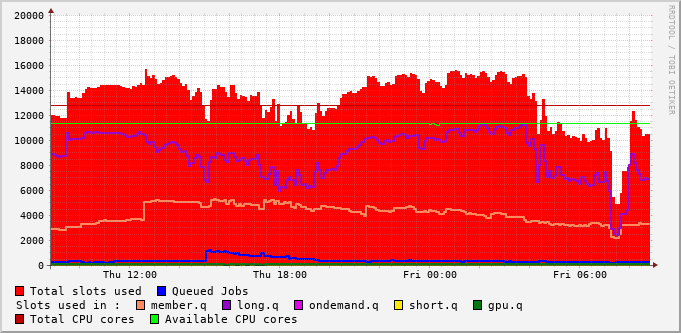 20000
18000
16000
14000
12000
10000
8000
6000
4000
2000
0
Thu 12:00 Thu 18:00 Fri 00:00 Fri 06:00
RRDTOOL / TOBI OETIKER
Total slots used Queued Jobs
Slots used in : member.q long.q ondemand.q short.q gpu.q
Total CPU cores Available CPU cores